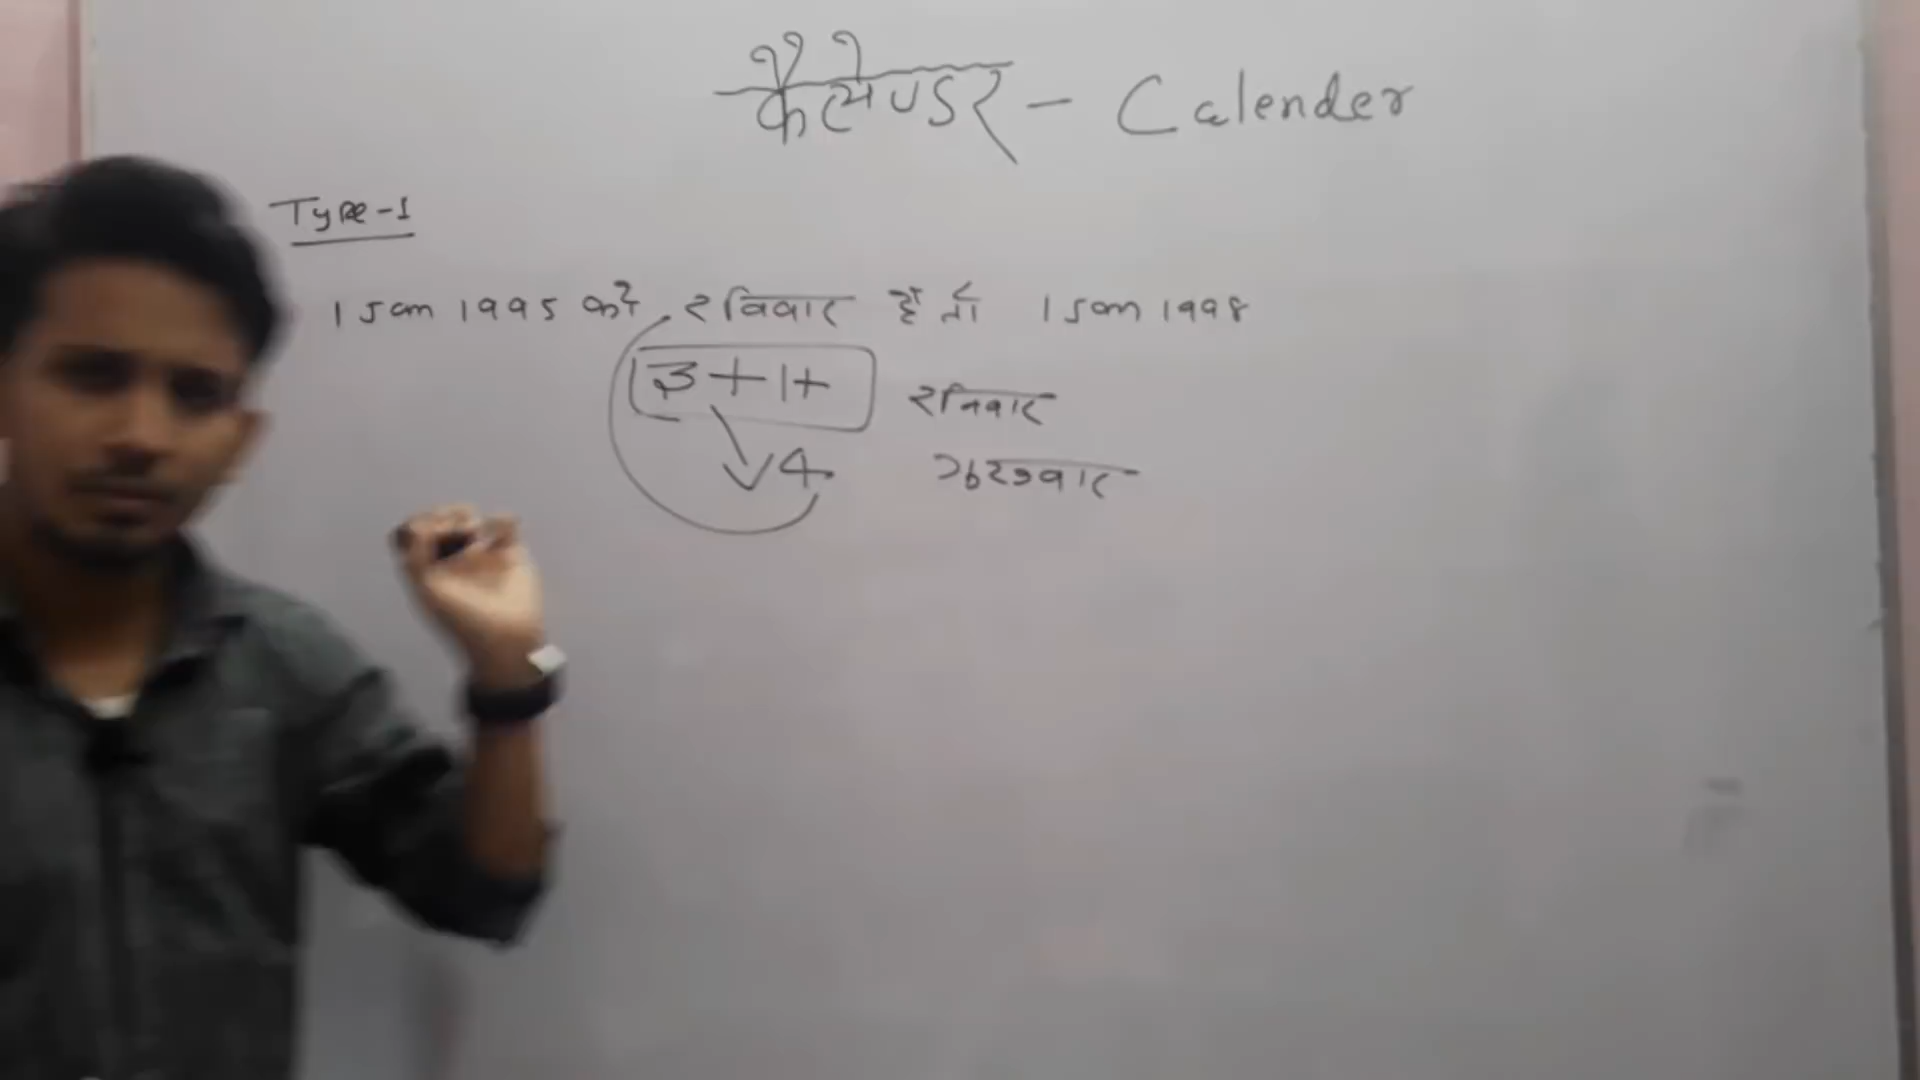 कैलेण्डर - Calender
Type-1
1 Jan 1995 को रविवार है तो 1 Jan 1998
3+1+
रविवार
4
गुरुवार